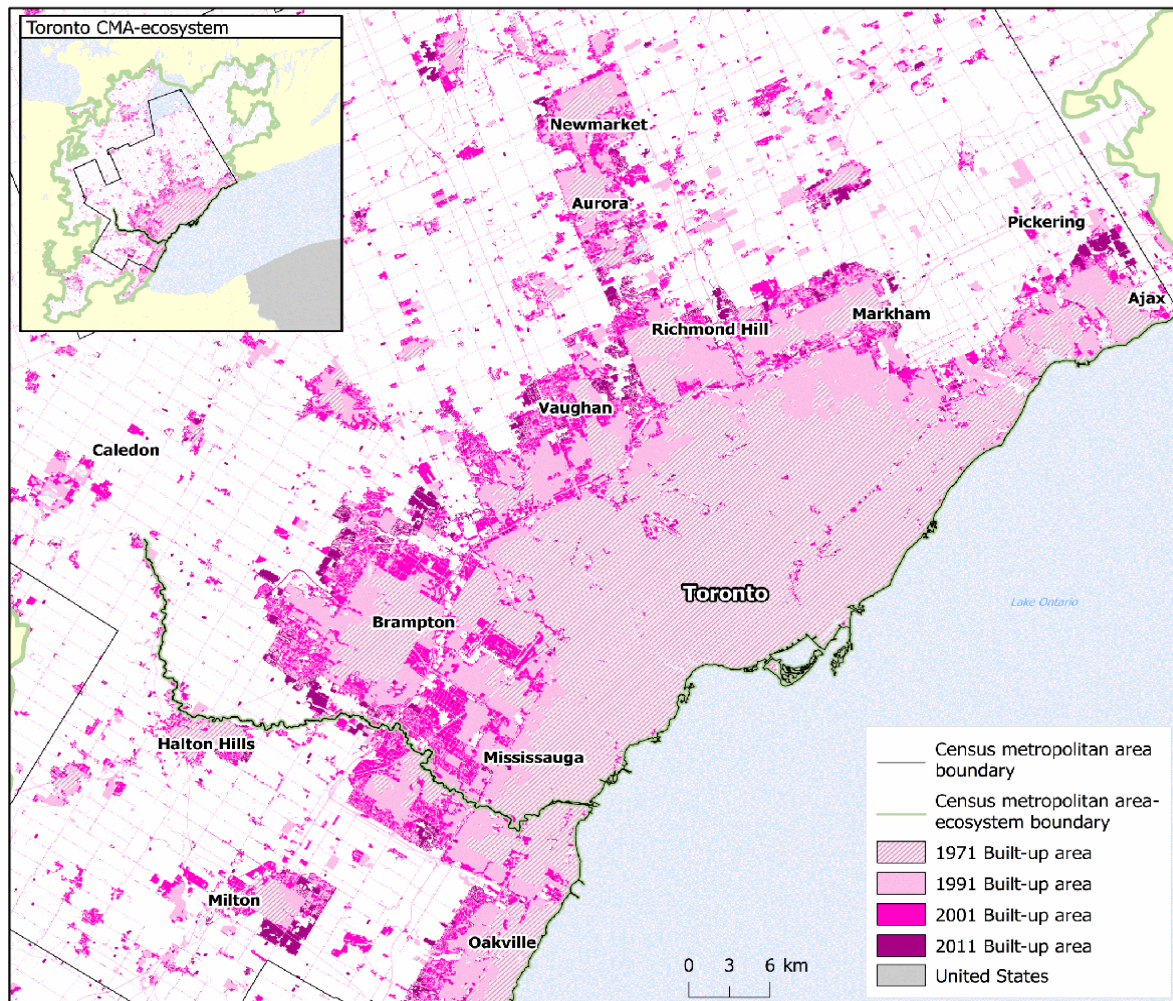 Toronto CMA-ecosystem
Newmarket
Aurora
Pickering
Ajax
Richmond Hill
Markham
Vaughan
Caledon
Toronto
Lake Ontario
Brampton
Halton Hills
Mississauga
Milton
Oakville
0 3 6 km
Census metropolitan area
boundary
Census metropolitan area-
ecosystem boundary
1971 Built-up area
1991 Built-up area
2001 Built-up area
2011 Built-up area
United States